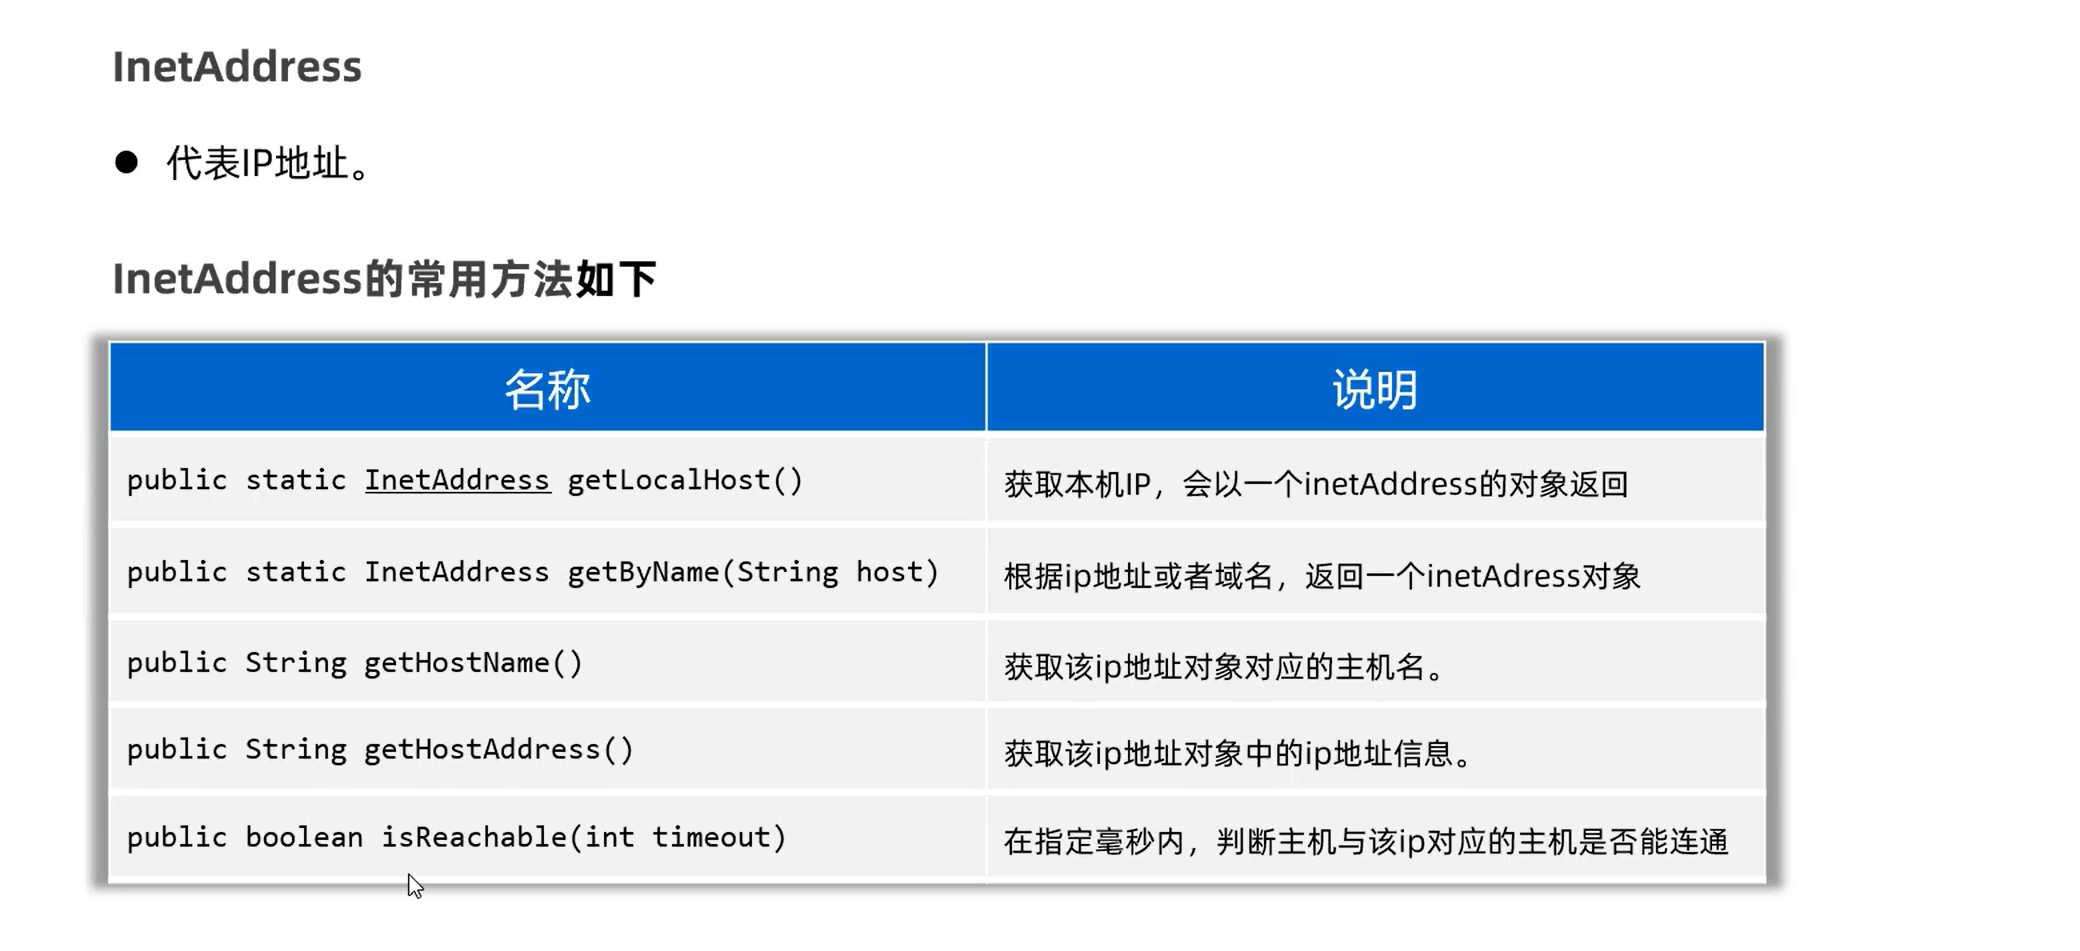 InetAddress
● 代表IP地址。
InetAddress的常用方法如下
名称 说明
public static InetAddress getLocalHost() 获取本机IP，会以一个inetAddress的对象返回
public static InetAddress getByName(String host) 根据ip地址或者域名，返回一个inetAdress对象
public String getHostName() 获取该ip地址对象对应的主机名。
public String getHostAddress() 获取该ip地址对象中的ip地址信息。
public boolean isReachable(int timeout) 在指定毫秒内，判断主机与该ip对应的主机是否能连通